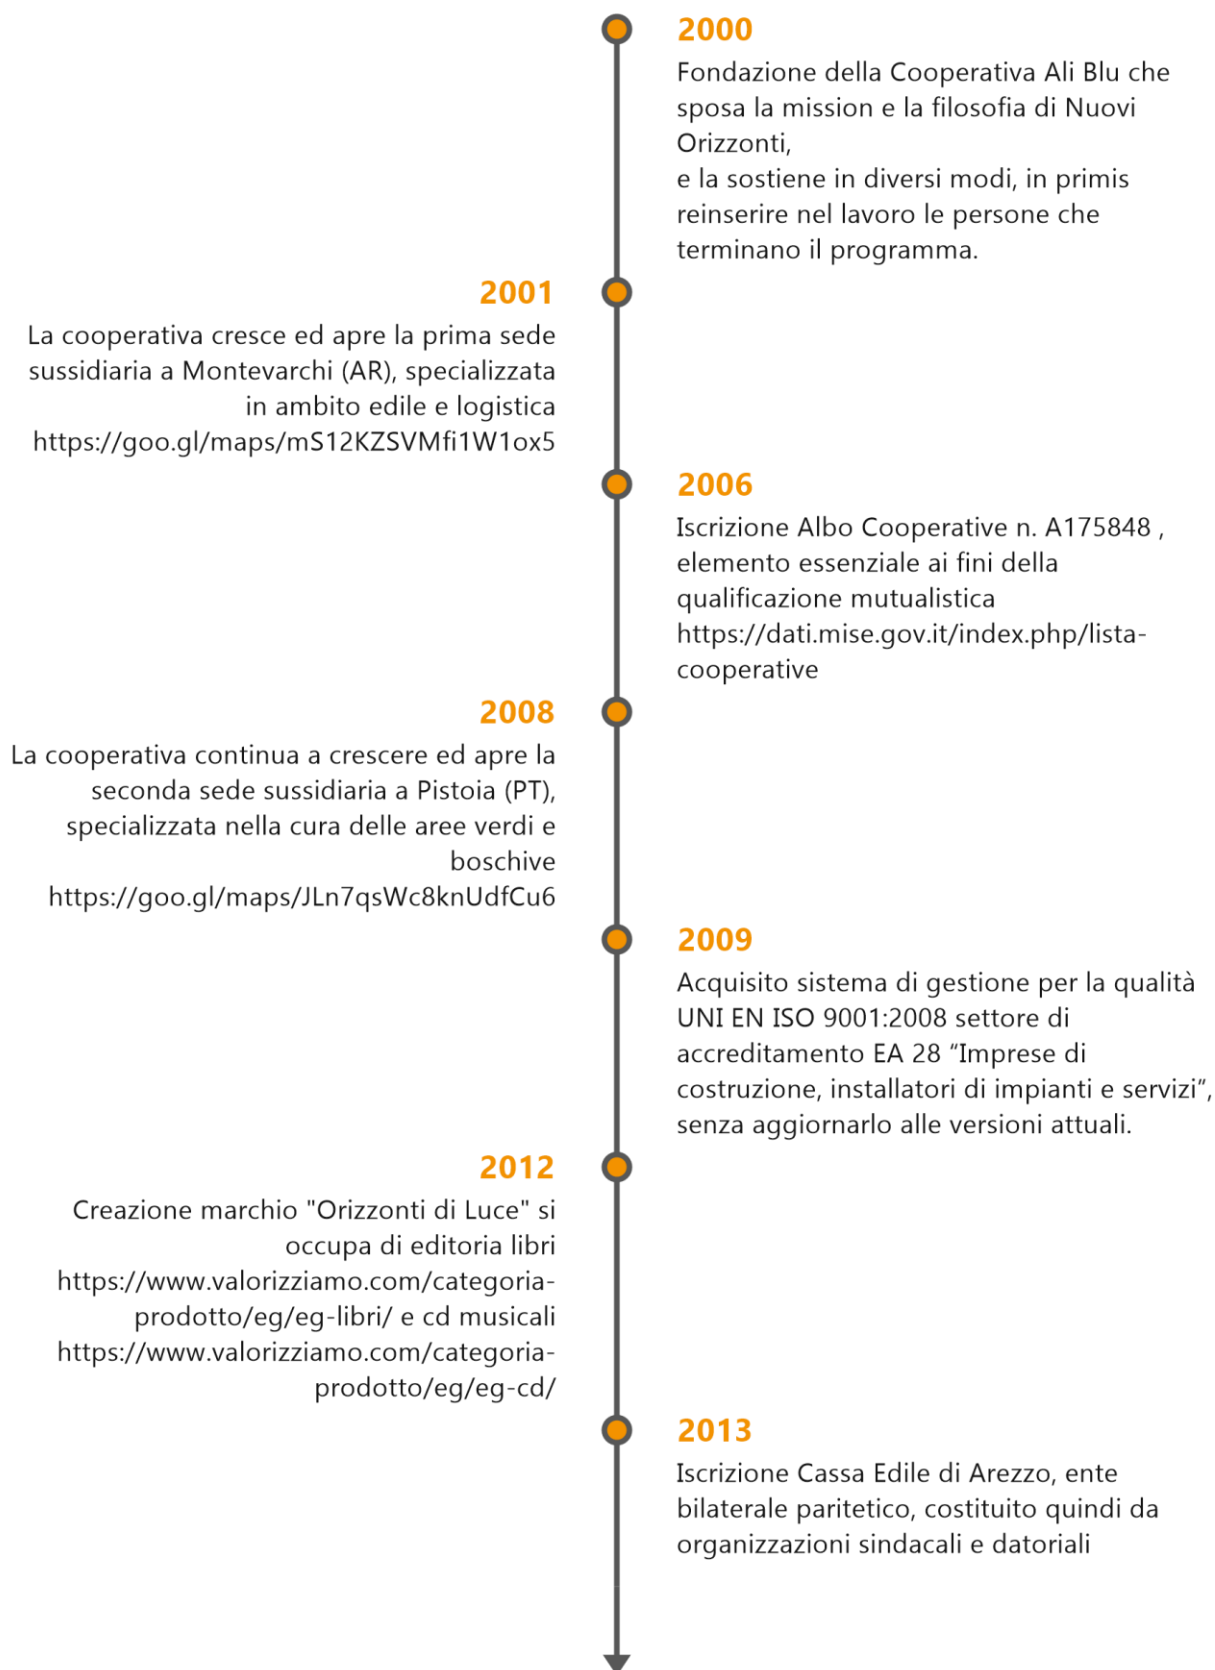 2000
Fondazione della Cooperativa Ali Blu che
sposa la mission e la filosofia di Nuovi
Orizzonti,
e la sostiene in diversi modi, in primis
reinserire nel lavoro le persone che
terminano il programma.
2001
La cooperativa cresce ed apre la prima sede
sussidiaria a Montevarchi (AR), specializzata
in ambito edile e logistica
https://goo.gl/maps/mS12KZSVMfi1W1ox5
2006
Iscrizione Albo Cooperative n. A175848 ,
elemento essenziale ai fini della
qualificazione mutualistica
https://dati.mise.gov.it/index.php/lista-
cooperative
2008
La cooperativa continua a crescere ed apre la
seconda sede sussidiaria a Pistoia (PT),
specializzata nella cura delle aree verdi e
boschive
https://goo.gl/maps/JLn7qsWc8knUdfCu6
2009
Acquisito sistema di gestione per la qualità
UNI EN ISO 9001:2008 settore di
accreditamento EA 28 "Imprese di
costruzione, installatori di impianti e servizi",
senza aggiornarlo alle versioni attuali.
2012
Creazione marchio "Orizzonti di Luce" si
occupa di editoria libri
https://www.valorizziamo.com/categoria-
prodotto/eg/eg-libri/ e cd musicali
https://www.valorizziamo.com/categoria-
prodotto/eg/eg-cd/
2013
Iscrizione Cassa Edile di Arezzo, ente
bilaterale paritetico, costituito quindi da
organizzazioni sindacali e datoriali